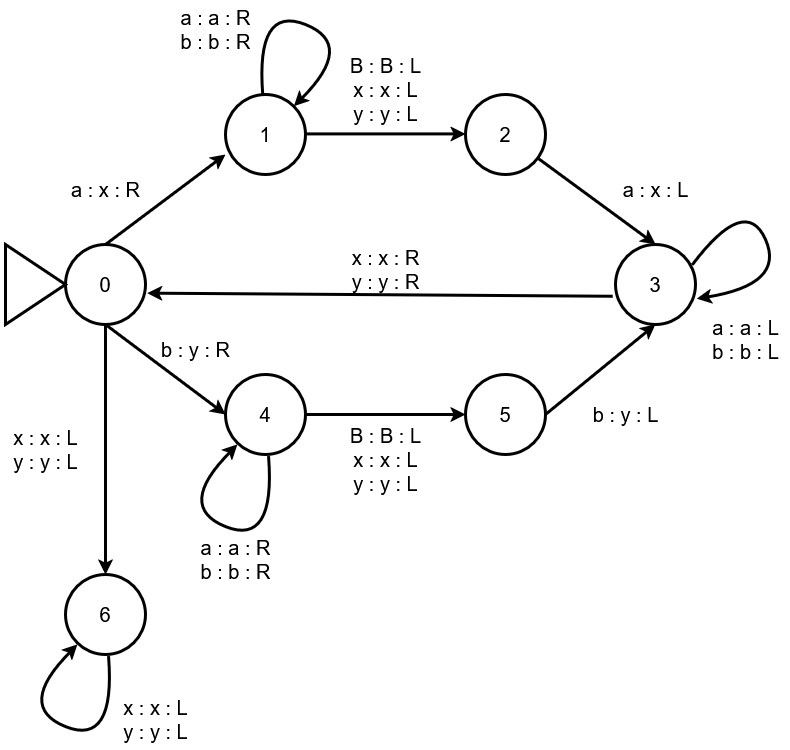 a : a : R
b : b : R
B : B : L
x : x : L
y : y : L
1
2
a : x : R
a : x : L
x : x : R
y : y : R
0
3
a : a : L
b : b : L
b : y : R
4
5
b : y : L
x : x : L
y : y : L
B : B : L
x : x : L
y : y : L
a : a : R
b : b : R
6
x : x : L
y : y : L